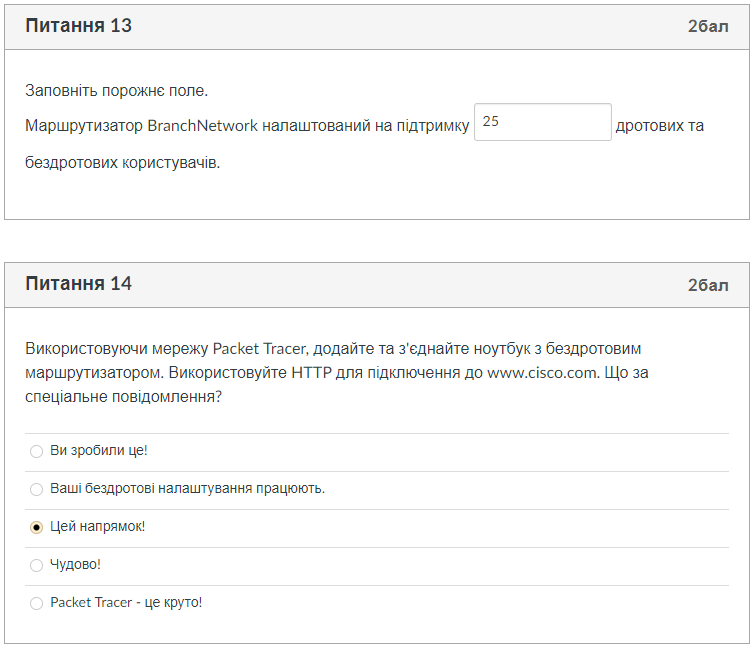 Питання 13
2бал
Заповніть порожнє поле.
Маршрутизатор BranchNetwork налаштований на підтримку 25 дротових та
бездротових користувачів.
Питання 14
2бал
Використовуючи мережу Packet Tracer, додайте та з'єднайте ноутбук з бездротовим
маршрутизатором. Використовуйте HTTP для підключення до www.cisco.com. Що за
спеціальне повідомлення?
Ви зробили це!
Ваші бездротові налаштування працюють.
Цей напрямок!
Чудово!
Packet Tracer - це круто!